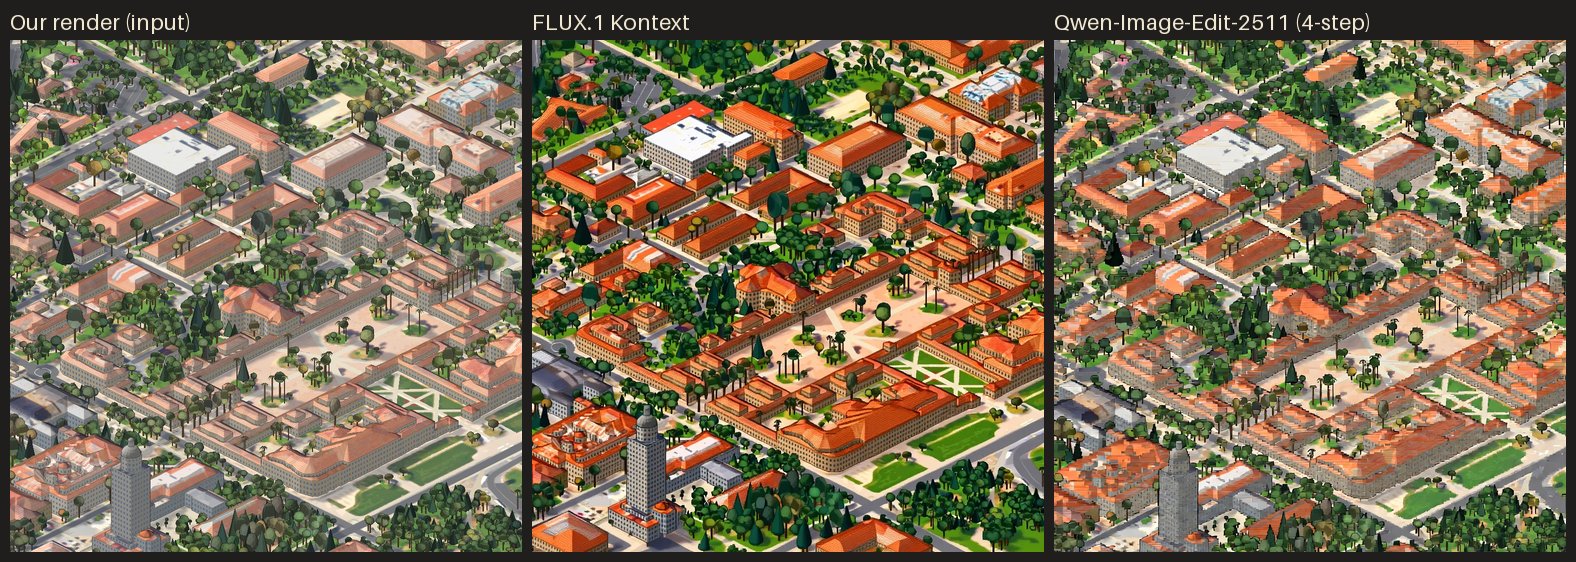 Our render (input)
FLUX.1 Kontext
Qwen-Image-Edit-2511 (4-step)